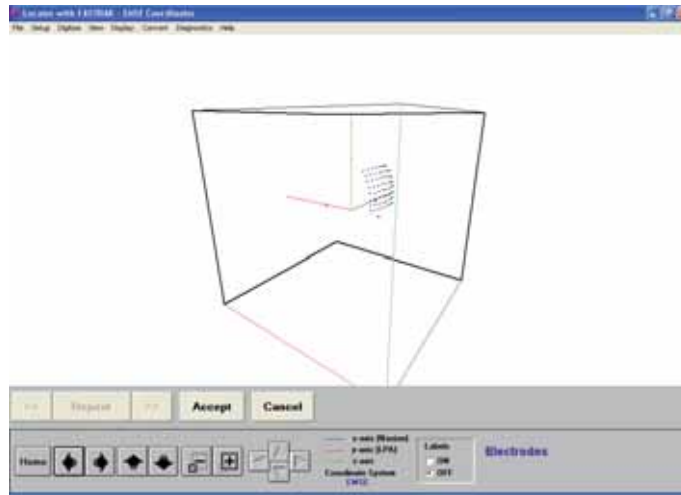 Locator with FASTRAK - EMSE Coordinates
File Setup Digitize View Display Convert Diagnostics Help
<< Repeat >> Accept Cancel
Home
x-axis (Nasion)
y-axis (LPA)
z-axis
Coordinate System
EMSE
Labels
ON
OFF
Electrodes